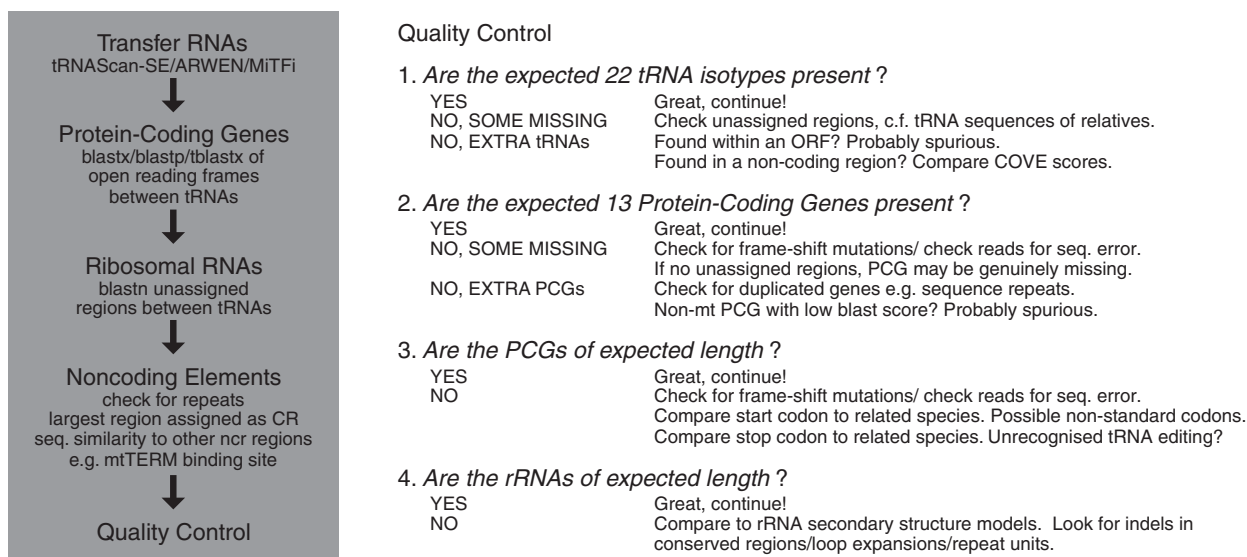 Transfer RNAs
tRNAScan-SE/ARWEN/MiTFi
Protein-Coding Genes
blastx/blastp/tblastx of
open reading frames
between tRNAs
Ribosomal RNAs
blastn unassigned
regions between tRNAs
Noncoding Elements
check for repeats
largest region assigned as CR
seq. similarity to other ncr regions
e.g. mtTERM binding site
Quality Control
Quality Control
1. Are the expected 22 tRNA isotypes present ?
YES Great, continue!
NO, SOME MISSING Check unassigned regions, c.f. tRNA sequences of relatives.
NO, EXTRA tRNAs Found within an ORF? Probably spurious.
Found in a non-coding region? Compare COVE scores.
2. Are the expected 13 Protein-Coding Genes present ?
YES Great, continue!
NO, SOME MISSING Check for frame-shift mutations/ check reads for seq. error.
If no unassigned regions, PCG may be genuinely missing.
NO, EXTRA PCGs Check for duplicated genes e.g. sequence repeats.
Non-mt PCG with low blast score? Probably spurious.
3. Are the PCGs of expected length ?
YES Great, continue!
NO Check for frame-shift mutations/ check reads for seq. error.
Compare start codon to related species. Possible non-standard codons.
Compare stop codon to related species. Unrecognised tRNA editing?
4. Are the rRNAs of expected length ?
YES Great, continue!
NO Compare to rRNA secondary structure models. Look for indels in
conserved regions/loop expansions/repeat units.